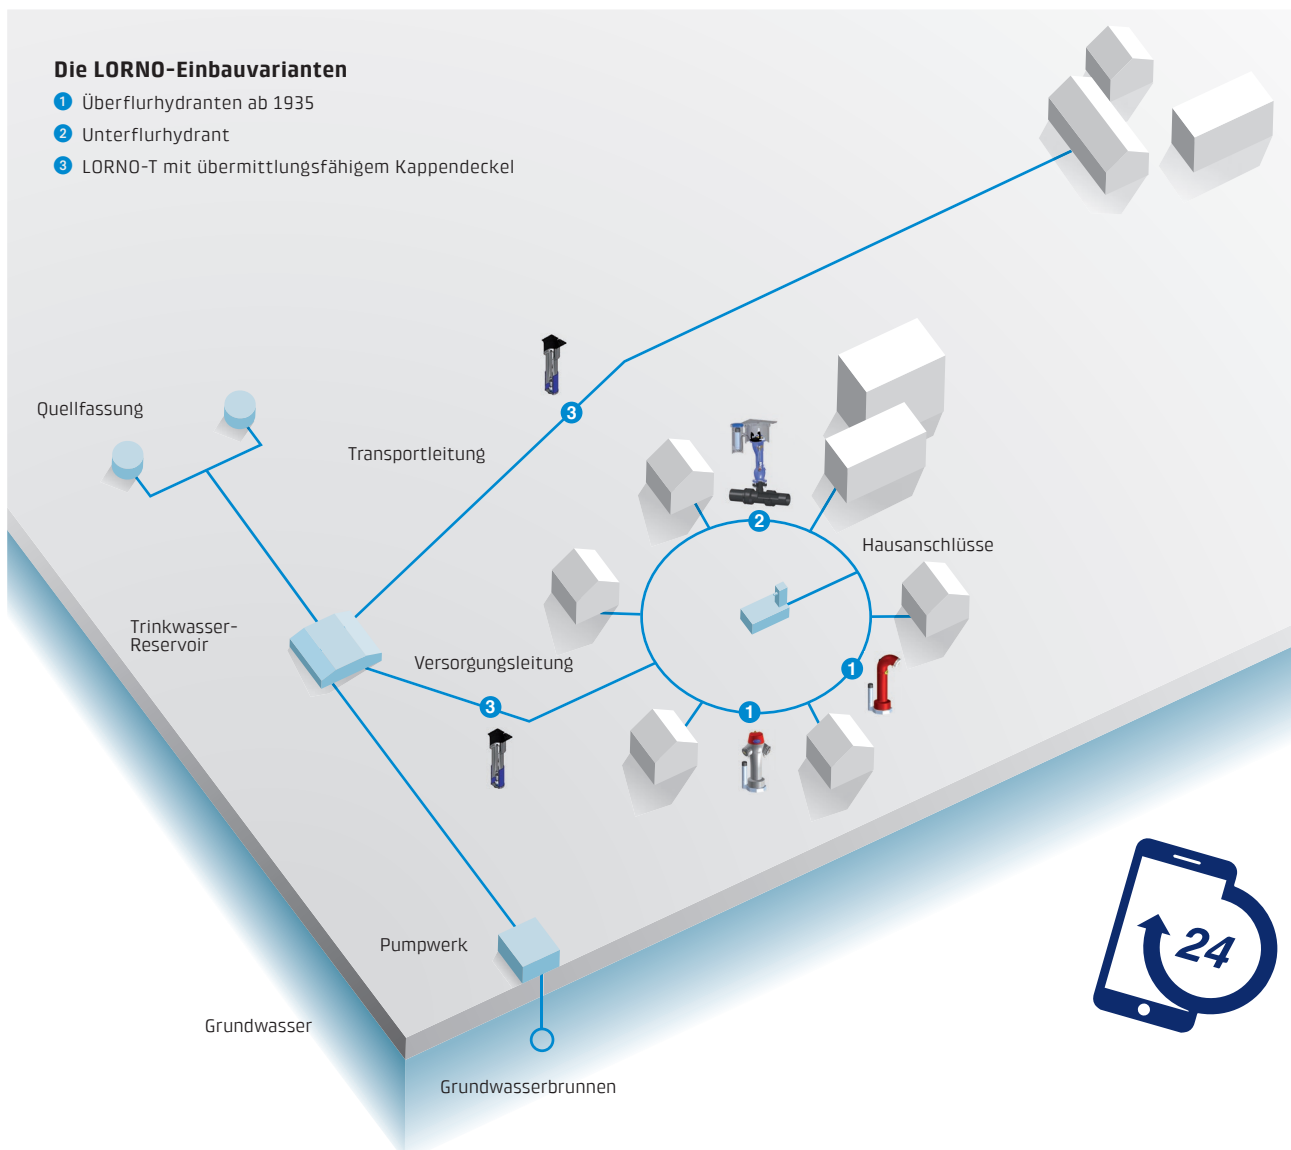 Die LORNO-Einbauvarianten
1 Überflurhydranten ab 1935
2 Unterflurhydrant
3 LORNO-T mit übermittlungsfähigem Kappendeckel
Quellfassung
3
Transportleitung
2
Hausanschlüsse
Trinkwasser-
Reservoir
Versorgungsleitung
1
3
1
24
Pumpwerk
Grundwasser
Grundwasserbrunnen